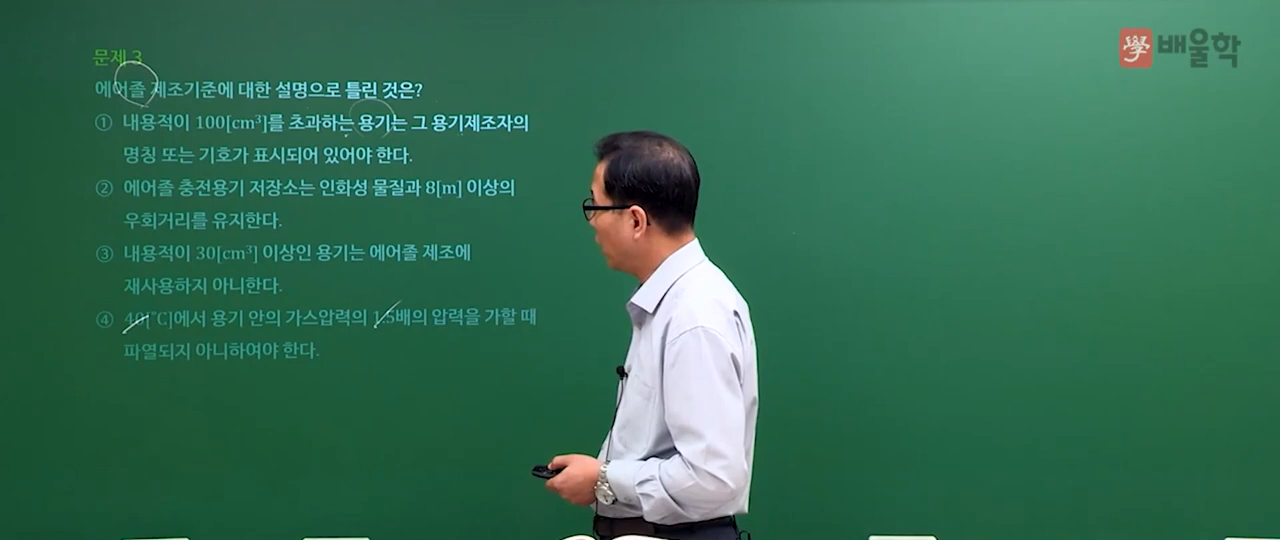 學 배울학
문제 3
에어졸 제조기준에 대한 설명으로 틀린 것은?
① 내용적이 100[cm³]를 초과하는 용기는 그 용기제조자의
명칭 또는 기호가 표시되어 있어야 한다.
② 에어졸 충전용기 저장소는 인화성 물질과 8[m] 이상의
우회거리를 유지한다.
③ 내용적이 30[cm³] 이상인 용기는 에어졸 제조에
재사용하지 아니한다.
④ 40[℃]에서 용기 안의 가스압력의 1.5배의 압력을 가할 때
파열되지 아니하여야 한다.